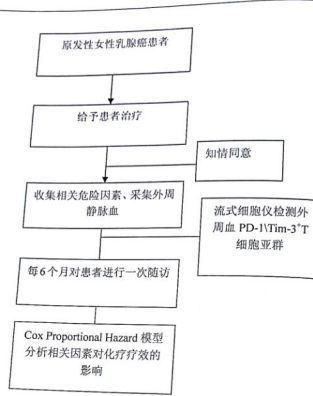 原发性女性乳腺癌患者
给予患者治疗
知情同意
收集相关危险因素、采集外周
静脉血
流式细胞仪检测外
周血 PD-1\Tim-3⁺T
细胞亚群
每6个月对患者进行一次随访
Cox Proportional Hazard 模型
分析相关因素对化疗疗效的
影响